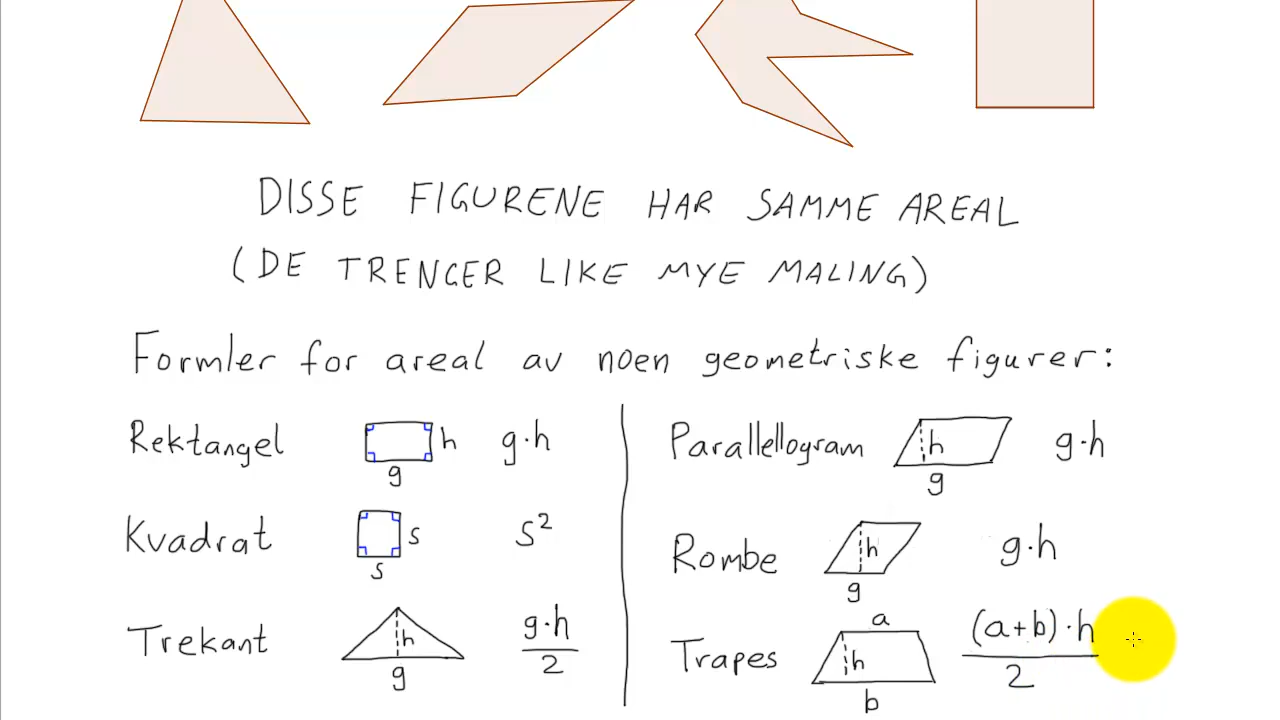 DISSE FIGURENE HAR SAMME AREAL
(DE TRENGER LIKE MYE MALING)
Formler for areal av noen geometriske figurer:
Rektangel h g g·h
Kvadrat s s s²
Trekant h g g·h/2
Parallellogram h g g·h
Rombe h g g·h
Trapes a h b (a+b)·h/2